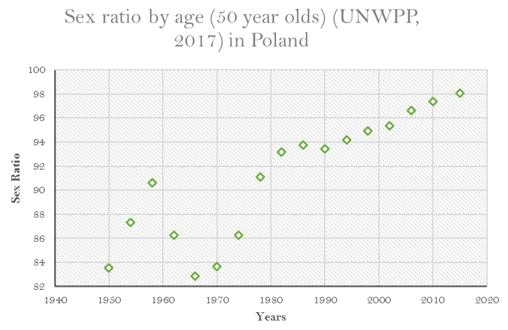 Sex ratio by age (50 year olds) (UNWPP,
2017) in Poland
100
98
96
94
92
90
88
86
84
82
Sex Ratio
1940 1950 1960 1970 1980 1990 2000 2010 2020
Years